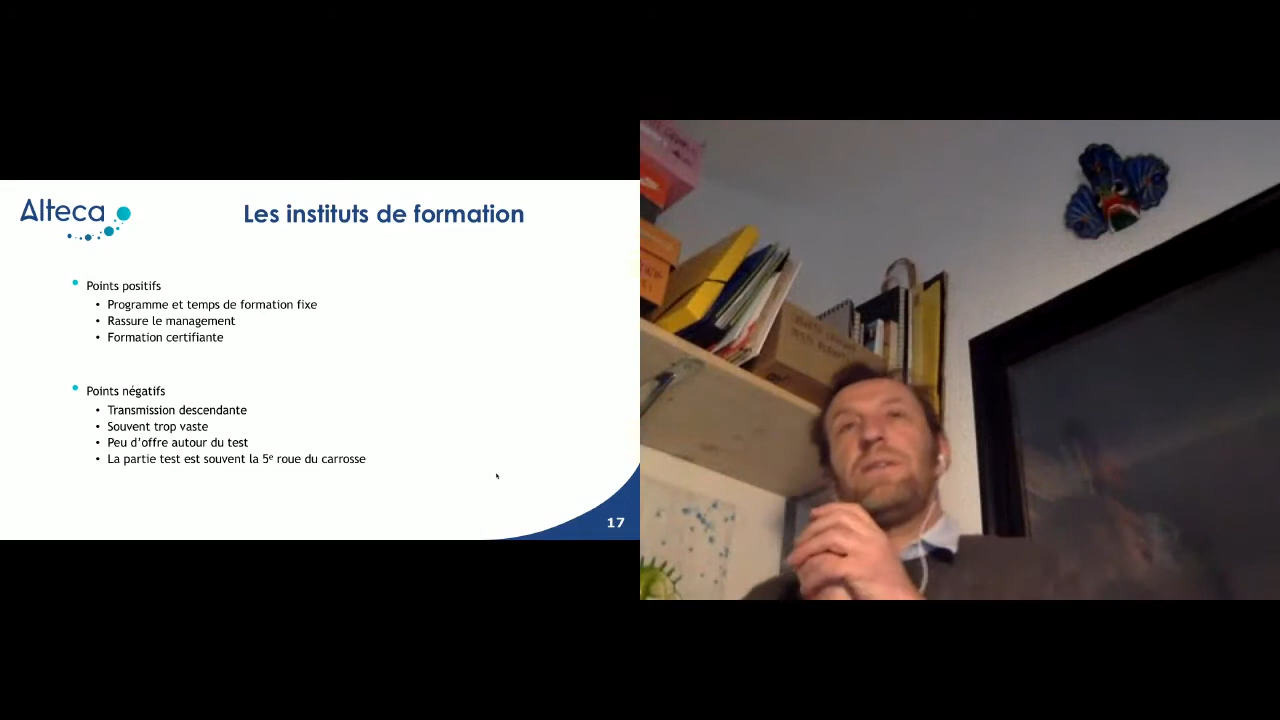 Alteca
Les instituts de formation
Points positifs
Programme et temps de formation fixe
Rassure le management
Formation certifiante
Points négatifs
Transmission descendante
Souvent trop vaste
Peu d'offre autour du test
La partie test est souvent la 5e roue du carrosse
17